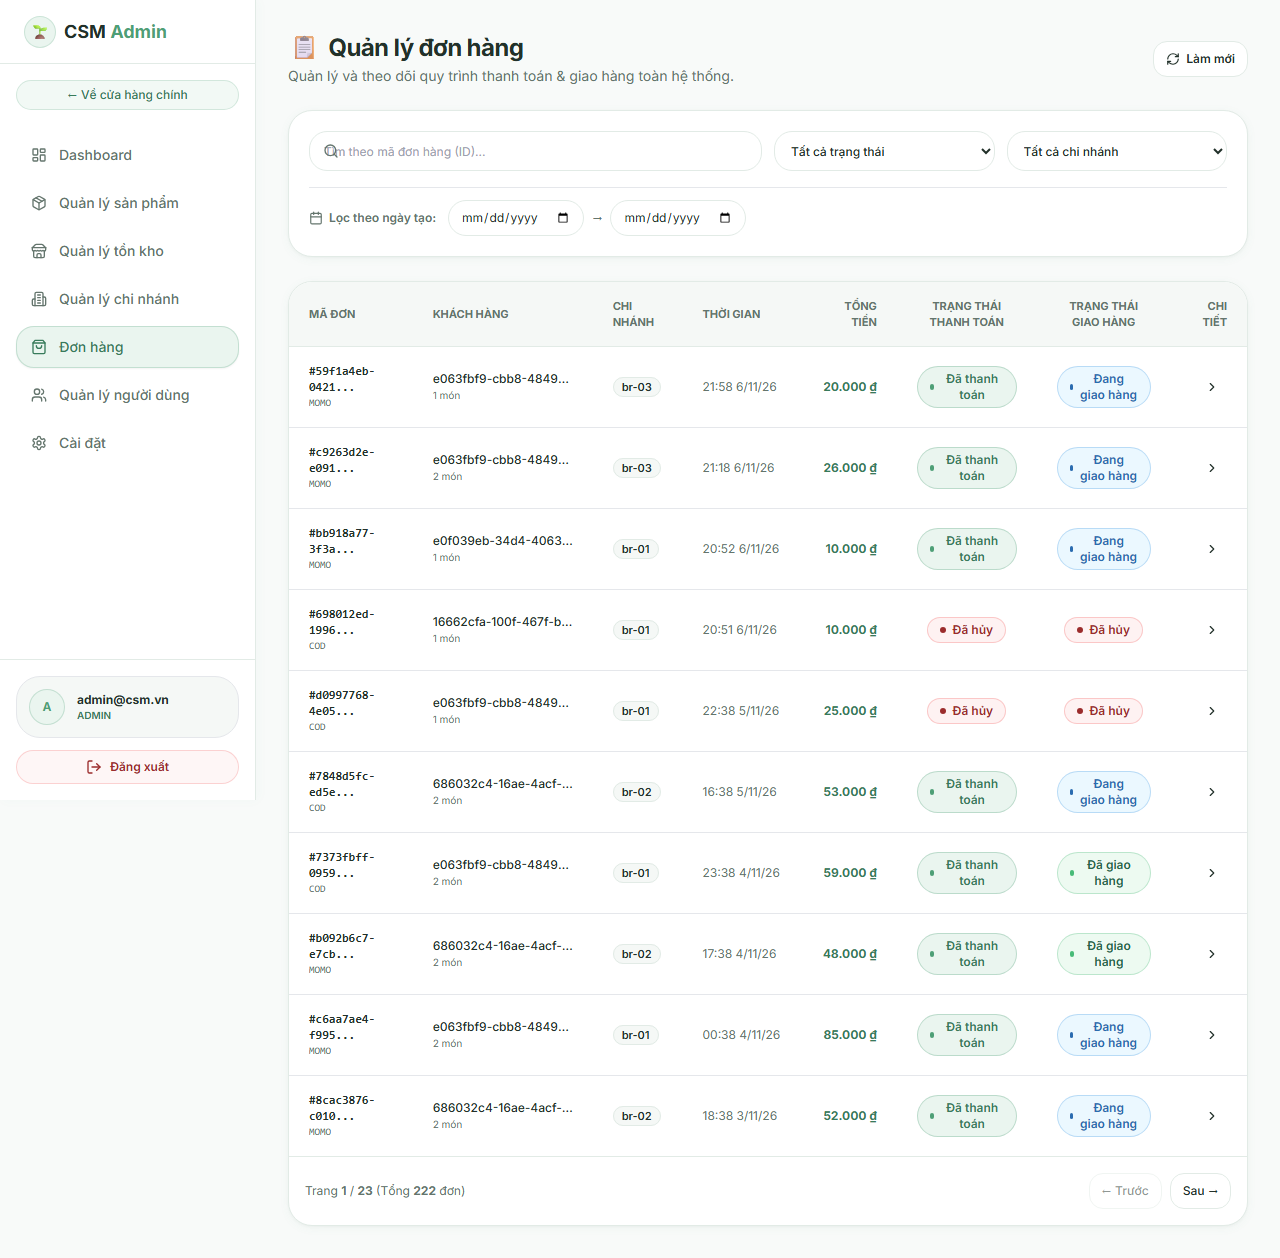 CSM Admin
← Về cửa hàng chính
Dashboard
Quản lý sản phẩm
Quản lý tồn kho
Quản lý chi nhánh
Đơn hàng
Quản lý người dùng
Cài đặt
A
admin@csm.vn
ADMIN
Đăng xuất
Quản lý đơn hàng
Quản lý và theo dõi quy trình thanh toán & giao hàng toàn hệ thống.
Làm mới
Tìm theo mã đơn hàng (ID)...
Tất cả trạng thái
Tất cả chi nhánh
Lọc theo ngày tạo:
mm/dd/yyyy
→
mm/dd/yyyy
MÃ ĐƠN
KHÁCH HÀNG
CHI
NHÁNH
THỜI GIAN
TỔNG
TIỀN
TRẠNG THÁI
THANH TOÁN
TRẠNG THÁI
GIAO HÀNG
CHI
TIẾT
#59f1a4eb-
0421...
MOMO
e063fbf9-cbb8-4849...
1 món
br-03
21:58 6/11/26
20.000 ₫
Đã thanh
toán
Đang
giao hàng
#c9263d2e-
e091...
MOMO
e063fbf9-cbb8-4849...
2 món
br-03
21:18 6/11/26
26.000 ₫
Đã thanh
toán
Đang
giao hàng
#bb918a77-
3f3a...
MOMO
e0f039eb-34d4-4063...
1 món
br-01
20:52 6/11/26
10.000 ₫
Đã thanh
toán
Đang
giao hàng
#698012ed-
1996...
COD
16662cfa-100f-467f-b...
1 món
br-01
20:51 6/11/26
10.000 ₫
Đã hủy
Đã hủy
#d0997768-
4e05...
COD
e063fbf9-cbb8-4849...
1 món
br-01
22:38 5/11/26
25.000 ₫
Đã hủy
Đã hủy
#7848d5fc-
ed5e...
COD
686032c4-16ae-4acf-...
2 món
br-02
16:38 5/11/26
53.000 ₫
Đã thanh
toán
Đang
giao hàng
#7373fbff-
0959...
COD
e063fbf9-cbb8-4849...
2 món
br-01
23:38 4/11/26
59.000 ₫
Đã thanh
toán
Đã giao
hàng
#b092b6c7-
e7cb...
MOMO
686032c4-16ae-4acf-...
2 món
br-02
17:38 4/11/26
48.000 ₫
Đã thanh
toán
Đã giao
hàng
#c6aa7ae4-
f995...
MOMO
e063fbf9-cbb8-4849...
2 món
br-01
00:38 4/11/26
85.000 ₫
Đã thanh
toán
Đang
giao hàng
#8cac3876-
c010...
MOMO
686032c4-16ae-4acf-...
2 món
br-02
18:38 3/11/26
52.000 ₫
Đã thanh
toán
Đang
giao hàng
Trang 1 / 23 (Tổng 222 đơn)
← Trước
Sau →